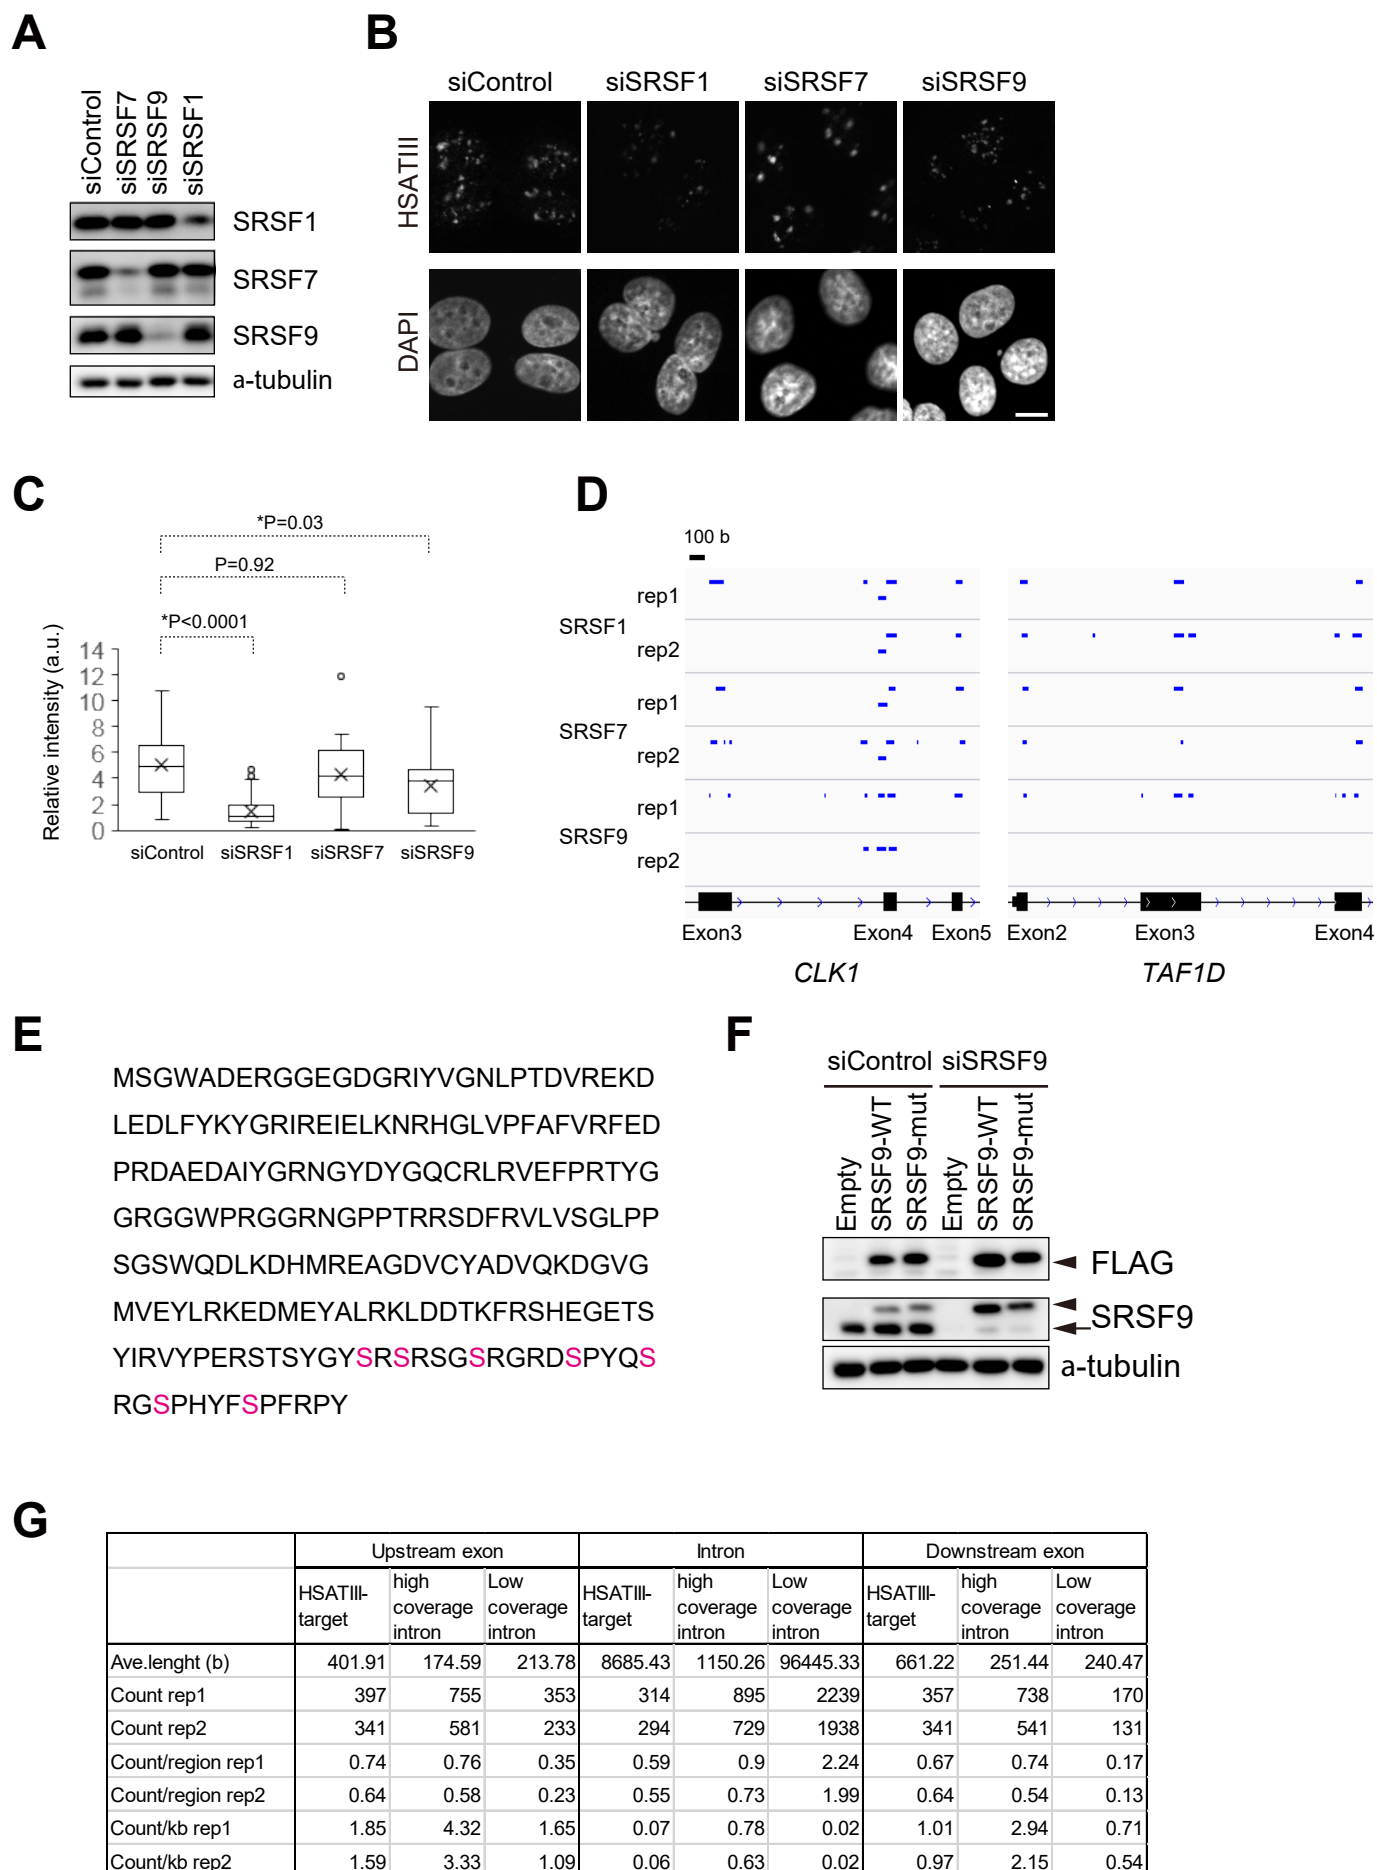 A
siControl
siSRSF7
siSRSF9
siSRSF1
SRSF1
SRSF7
SRSF9
a-tubulin
B
siControl siSRSF1 siSRSF7 siSRSF9
HSATIII
DAPI
C
*P=0.03
P=0.92
*P<0.0001
Relative intensity (a.u.)
14
12
10
8
6
4
2
0
siControl siSRSF1 siSRSF7 siSRSF9
D
100 b
rep1
SRSF1
rep2
rep1
SRSF7
rep2
rep1
SRSF9
rep2
Exon3 Exon4 Exon5 Exon2 Exon3 Exon4
CLK1 TAF1D
E
MSGWADERGGEGDGRIYVGNLPTDVREKD
LEDLFYKYGRIREIELKNRHGLVPFAFVRFED
PRDAEDAIYGRNGYDYGQCRLRVEFPRTYG
GRGGWPRGGRNGPPTRRSDFRVLVSGLPP
SGSWQDLKDHMREAGDVCYADVQKDGVG
MVEYLRKEDMEYALRKLDDTKFRSHEGETS
YIRVYPERSTSYGYSRSRSGSRGRDSPYQS
RGSPHYFSPFRPY
F
siControl siSRSF9
Empty
SRSF9-WT
SRSF9-mut
Empty
SRSF9-WT
SRSF9-mut
FLAG
SRSF9
a-tubulin
G
Upstream exon Intron Downstream exon
HSATIII-target high coverage intron Low coverage intron HSATIII-target high coverage intron Low coverage intron HSATIII-target high coverage intron Low coverage intron
Ave.lenght (b) 401.91 174.59 213.78 8685.43 1150.26 96445.33 661.22 251.44 240.47
Count rep1 397 755 353 314 895 2239 357 738 170
Count rep2 341 581 233 294 729 1938 341 541 131
Count/region rep1 0.74 0.76 0.35 0.59 0.9 2.24 0.67 0.74 0.17
Count/region rep2 0.64 0.58 0.23 0.55 0.73 1.99 0.64 0.54 0.13
Count/kb rep1 1.85 4.32 1.65 0.07 0.78 0.02 1.01 2.94 0.71
Count/kb rep2 1.59 3.33 1.09 0.06 0.63 0.02 0.97 2.15 0.54